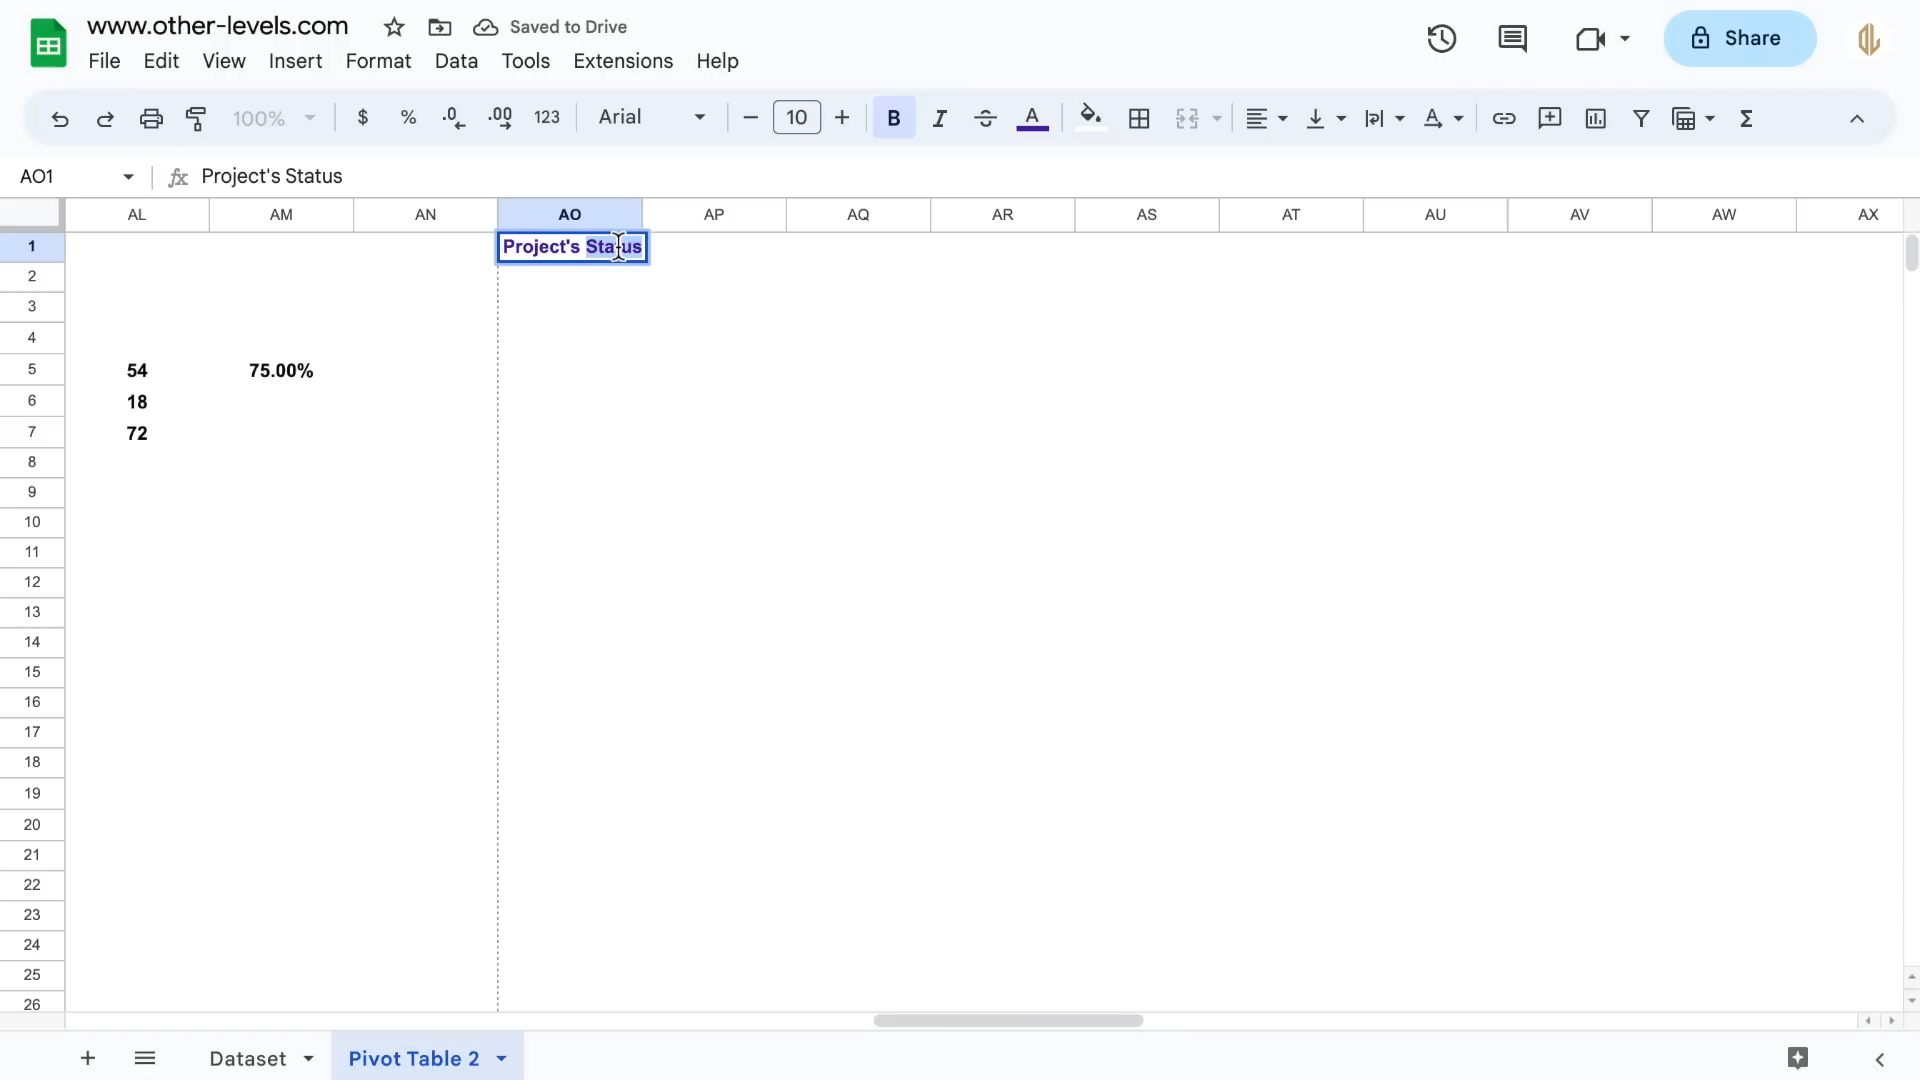 www.other-levels.com Saved to Drive
File Edit View Insert Format Data Tools Extensions Help
Share
100% $ % .0 .00 123 Arial 10 B I S A
AO1 fx Project's Status
AL AM AN AO AP AQ AR AS AT AU AV AW AX
1 Project's Status
2
3
4
5 54 75.00%
6 18
7 72
8
9
10
11
12
13
14
15
16
17
18
19
20
21
22
23
24
25
26
Dataset Pivot Table 2